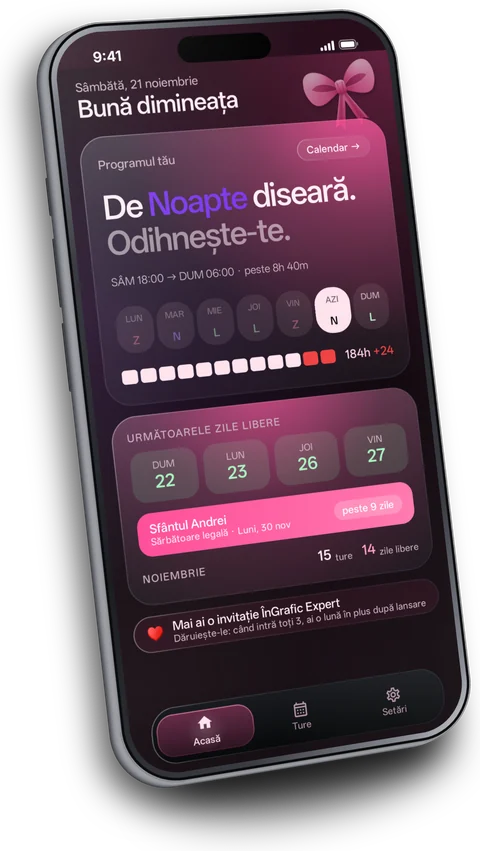 9:41
Sâmbătă, 21 noiembrie
Bună dimineața
Programul tău
Calendar →
De Noapte diseară.
Odihnește-te.
SÂM 18:00 → DUM 06:00 · peste 8h 40m
LUN MAR MIE JOI VIN AZI DUM
Z N L L Z N L
184h +24
URMĂTOARELE ZILE LIBERE
DUM LUN JOI VIN
22 23 26 27
Sfântul Andrei
Sărbătoare legală · Luni, 30 nov
peste 9 zile
NOIEMBRIE
15 ture 14 zile libere
Mai ai o invitație ÎnGrafic Expert
Dăruiește-le: când intră toți 3, ai o lună în plus după lansare
Acasă
Ture
Setări